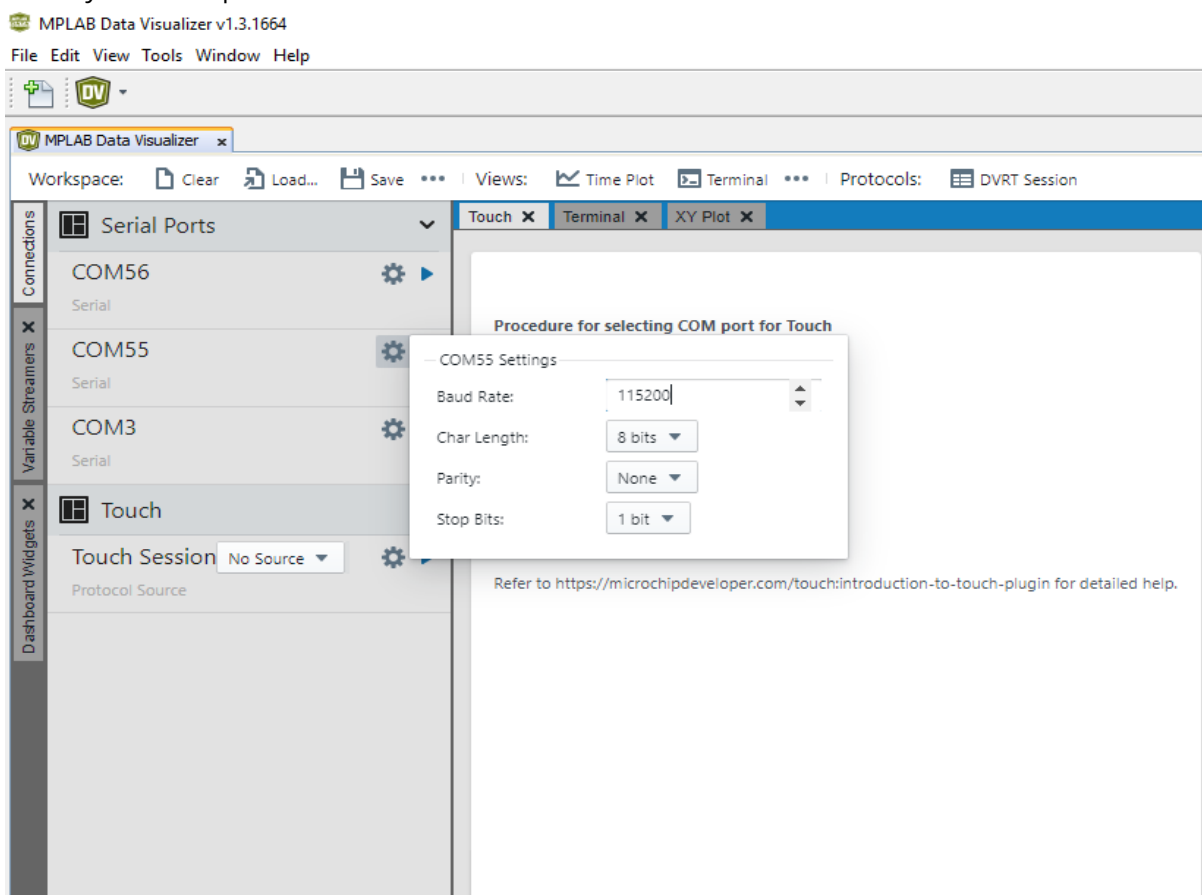 MPLAB Data Visualizer v1.3.1664
File Edit View Tools Window Help
DV
DV MPLAB Data Visualizer x
Workspace: Clear Load... Save ••• Views: Time Plot Terminal ••• Protocols: DVRT Session
Connections
Variable Streamers
Dashboard Widgets
Serial Ports
COM56
Serial
COM55
Serial
COM3
Serial
Touch
Touch Session No Source
Protocol Source
Touch Terminal XY Plot
Procedure for selecting COM port for Touch
COM55 Settings
Baud Rate: 115200
Char Length: 8 bits
Parity: None
Stop Bits: 1 bit
Refer to https://microchipdeveloper.com/touch:introduction-to-touch-plugin for detailed help.